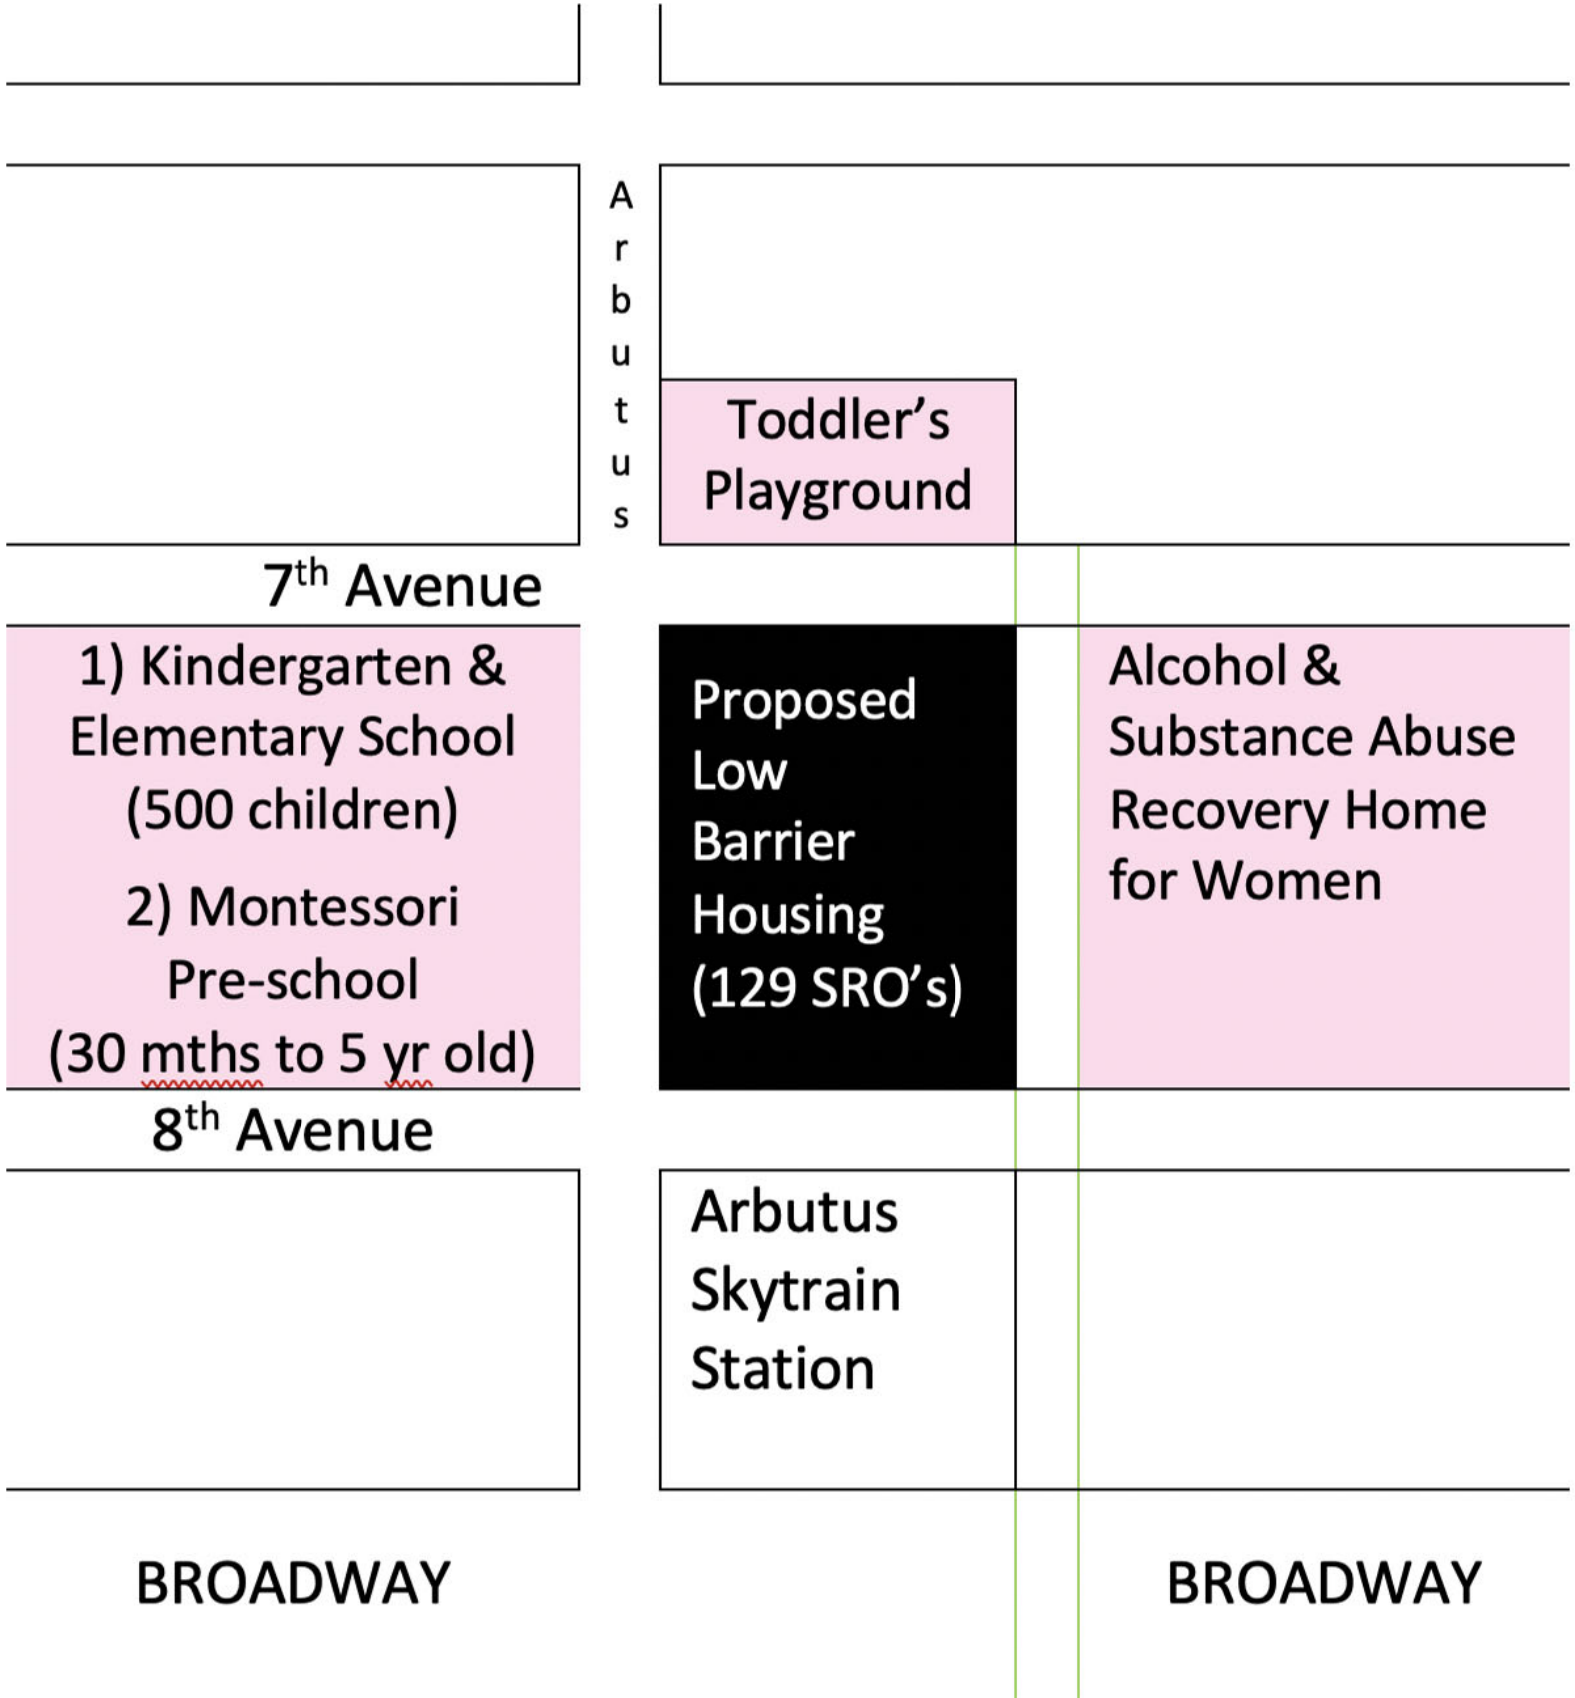 Arbutus
Toddler’s
Playground
7th Avenue
1) Kindergarten &
Elementary School
(500 children)
2) Montessori
Pre-school
(30 mths to 5 yr old)
Proposed
Low
Barrier
Housing
(129 SRO’s)
Alcohol &
Substance Abuse
Recovery Home
for Women
8th Avenue
Arbutus
Skytrain
Station
BROADWAY
BROADWAY